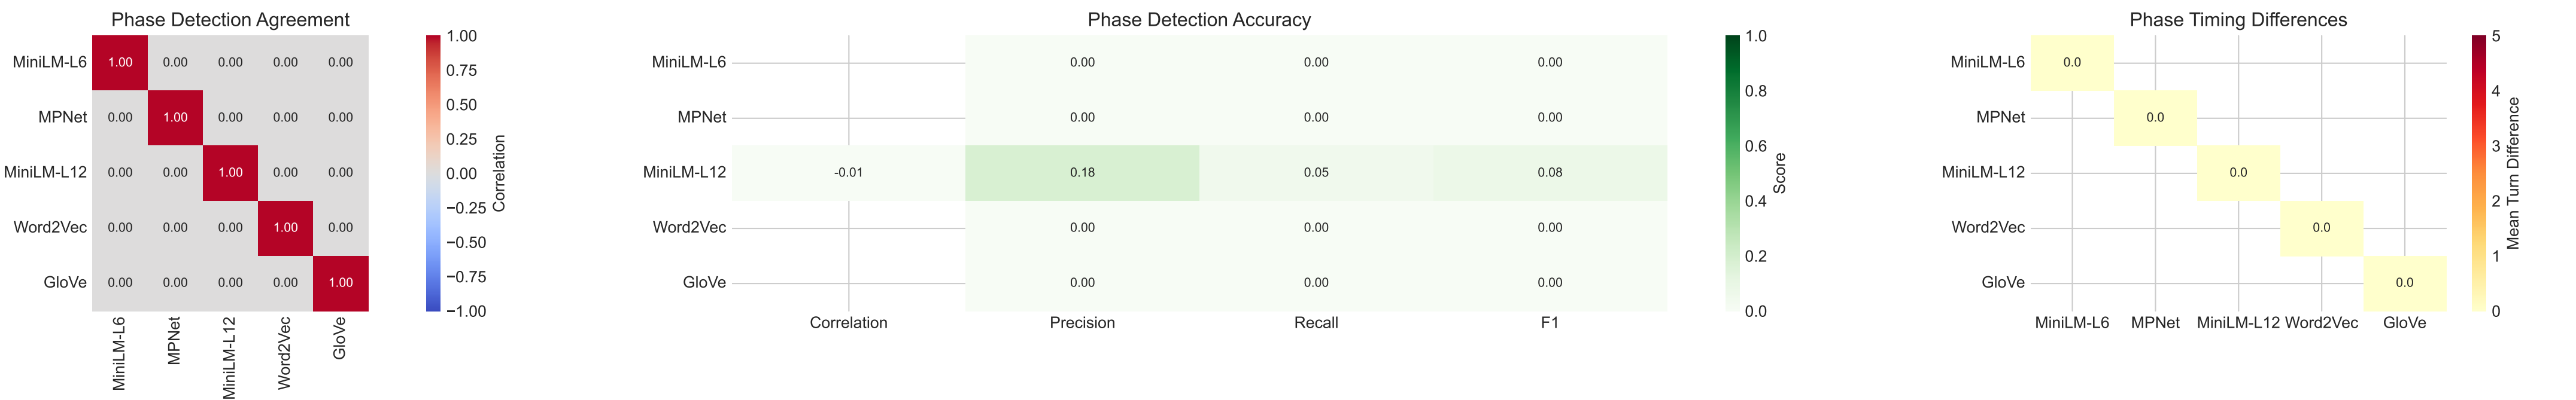 Phase Detection Agreement
MiniLM-L6 1.00 0.00 0.00 0.00 0.00
MPNet 0.00 1.00 0.00 0.00 0.00
MiniLM-L12 0.00 0.00 1.00 0.00 0.00
Word2Vec 0.00 0.00 0.00 1.00 0.00
GloVe 0.00 0.00 0.00 0.00 1.00
MiniLM-L6 MPNet MiniLM-L12 Word2Vec GloVe
1.00
0.75
0.50
0.25
0.00
−0.25
−0.50
−0.75
−1.00
Correlation
Phase Detection Accuracy
MiniLM-L6 0.00 0.00 0.00
MPNet 0.00 0.00 0.00
MiniLM-L12 -0.01 0.18 0.05 0.08
Word2Vec 0.00 0.00 0.00
GloVe 0.00 0.00 0.00
Correlation Precision Recall F1
1.0
0.8
0.6
0.4
0.2
0.0
Score
Phase Timing Differences
MiniLM-L6 0.0
MPNet 0.0
MiniLM-L12 0.0
Word2Vec 0.0
GloVe 0.0
MiniLM-L6 MPNet MiniLM-L12 Word2Vec GloVe
5
4
3
2
1
0
Mean Turn Difference